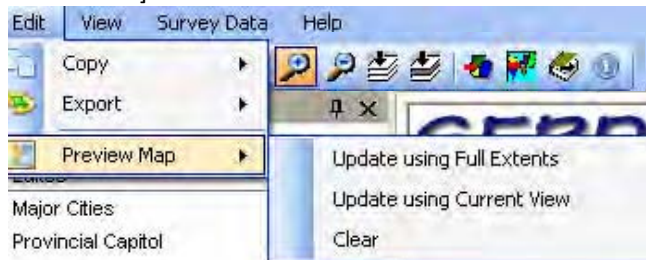 Edit View Survey Data Help
Copy
Export
Preview Map
Update using Full Extents
Update using Current View
Clear
Major Cities
Provincial Capitol